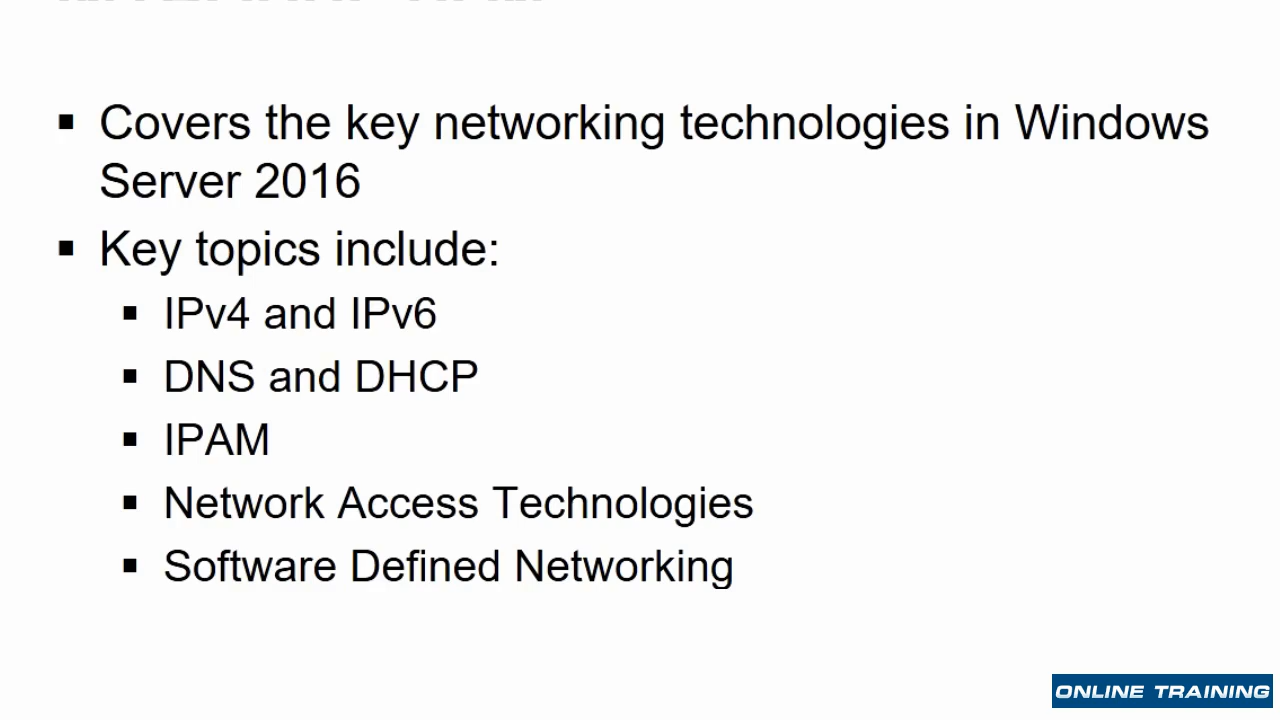 ▪ Covers the key networking technologies in Windows
Server 2016
▪ Key topics include:
▪ IPv4 and IPv6
▪ DNS and DHCP
▪ IPAM
▪ Network Access Technologies
▪ Software Defined Networking
ONLINE TRAINING